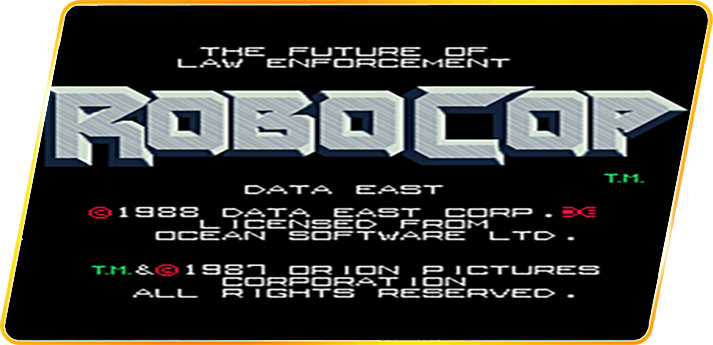 THE FUTURE OF
LAW ENFORCEMENT
ROBOCOP
T.M.
DATA EAST
©1988 DATA EAST CORP.
LICENSED FROM
OCEAN SOFTWARE LTD.
T.M.&©1987 ORION PICTURES
CORPORATION
ALL RIGHTS RESERVED.